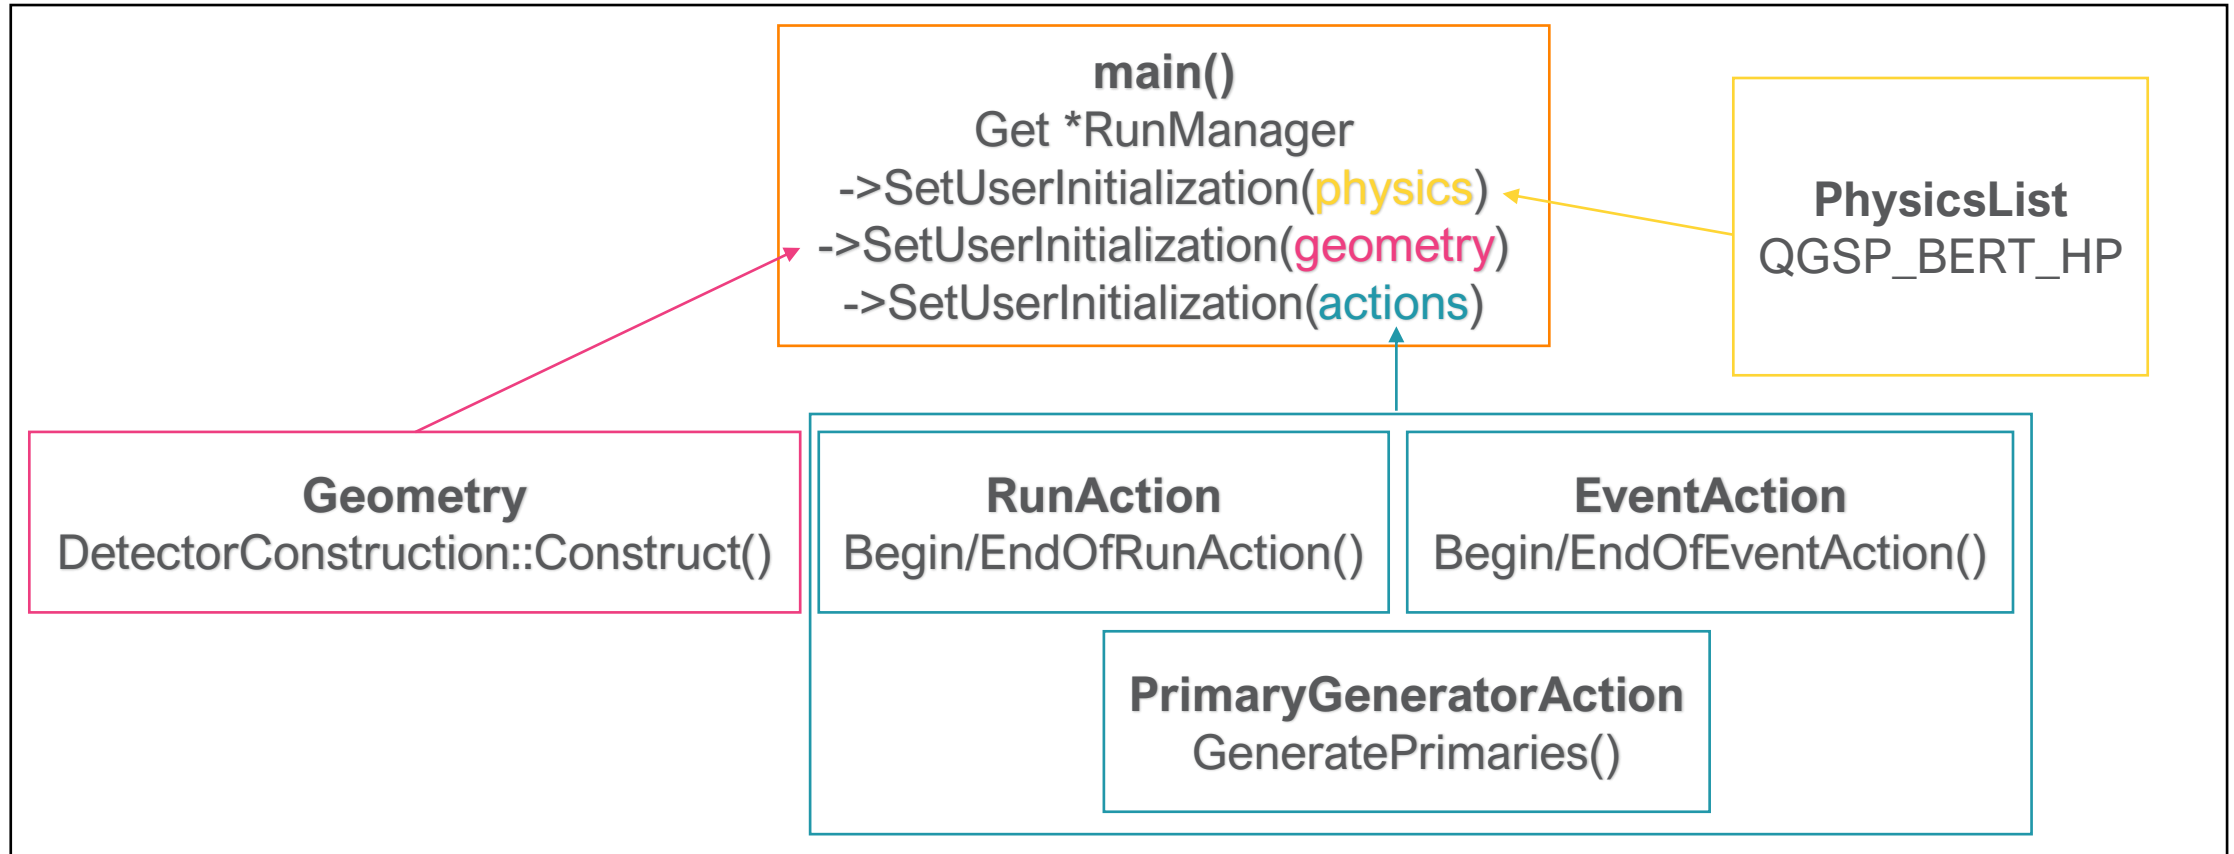 main()
Get *RunManager
->SetUserInitialization(physics)
->SetUserInitialization(geometry)
->SetUserInitialization(actions)
PhysicsList
QGSP_BERT_HP
Geometry
DetectorConstruction::Construct()
RunAction
Begin/EndOfRunAction()
EventAction
Begin/EndOfEventAction()
PrimaryGeneratorAction
GeneratePrimaries()